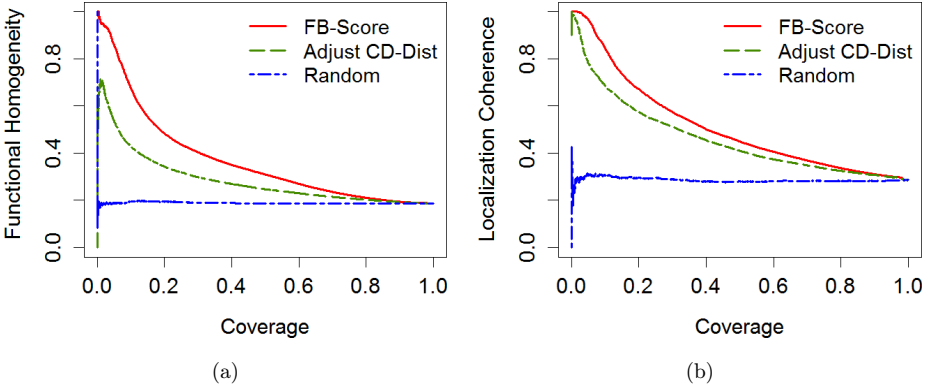 FB-Score
Adjust CD-Dist
Random
Functional Homogeneity
0.0 0.4 0.8
0.0 0.2 0.4 0.6 0.8 1.0
Coverage
(a)
FB-Score
Adjust CD-Dist
Random
Localization Coherence
0.0 0.4 0.8
0.0 0.2 0.4 0.6 0.8 1.0
Coverage
(b)